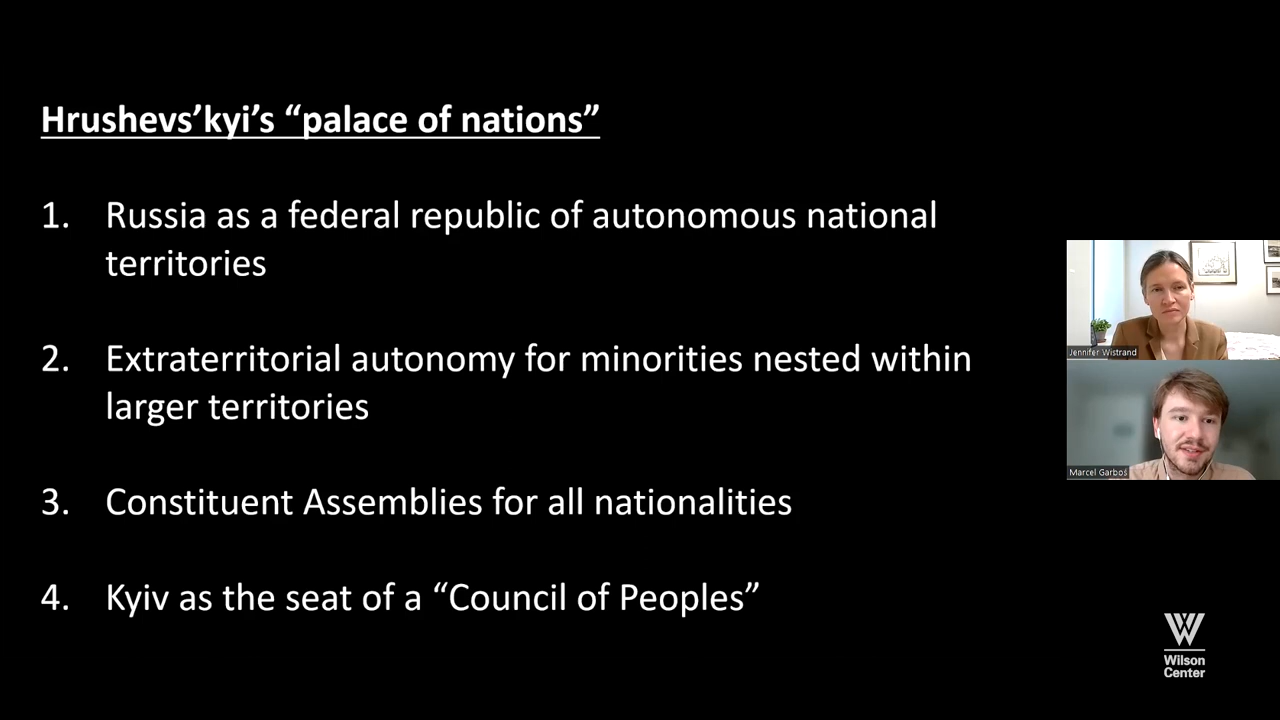 Hrushevs’kyi’s “palace of nations”
1. Russia as a federal republic of autonomous national
territories
2. Extraterritorial autonomy for minorities nested within
larger territories
3. Constituent Assemblies for all nationalities
4. Kyiv as the seat of a “Council of Peoples”
Jennifer Wistrand
Marcel Garboś
Wilson
Center